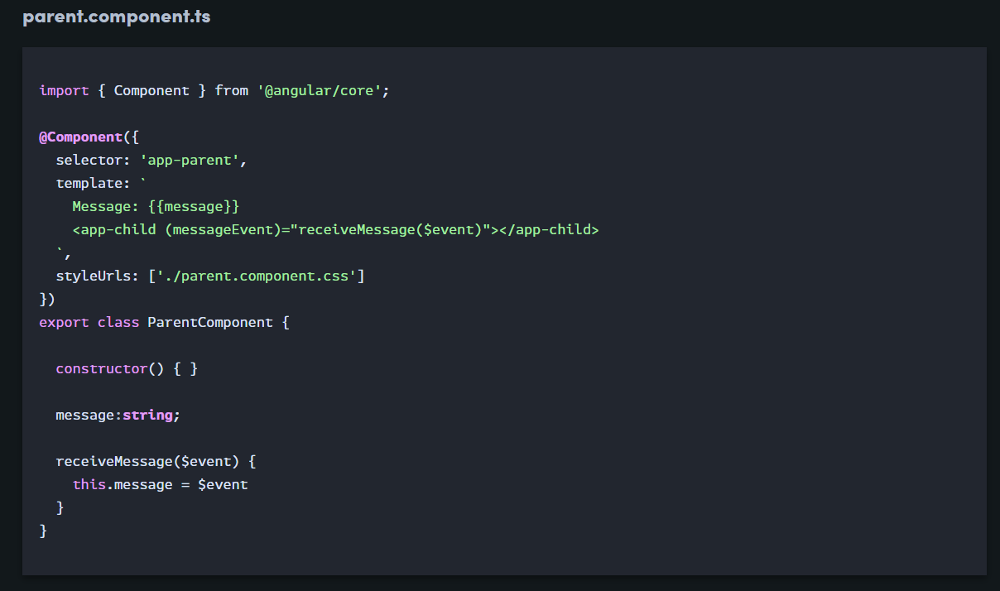 parent.component.ts
import { Component } from '@angular/core';
@Component({
  selector: 'app-parent',
  template: `
    Message: {{message}}
    <app-child (messageEvent)="receiveMessage($event)"></app-child>
  `,
  styleUrls: ['./parent.component.css']
})
export class ParentComponent {
  constructor() { }
  message:string;
  receiveMessage($event) {
    this.message = $event
  }
}